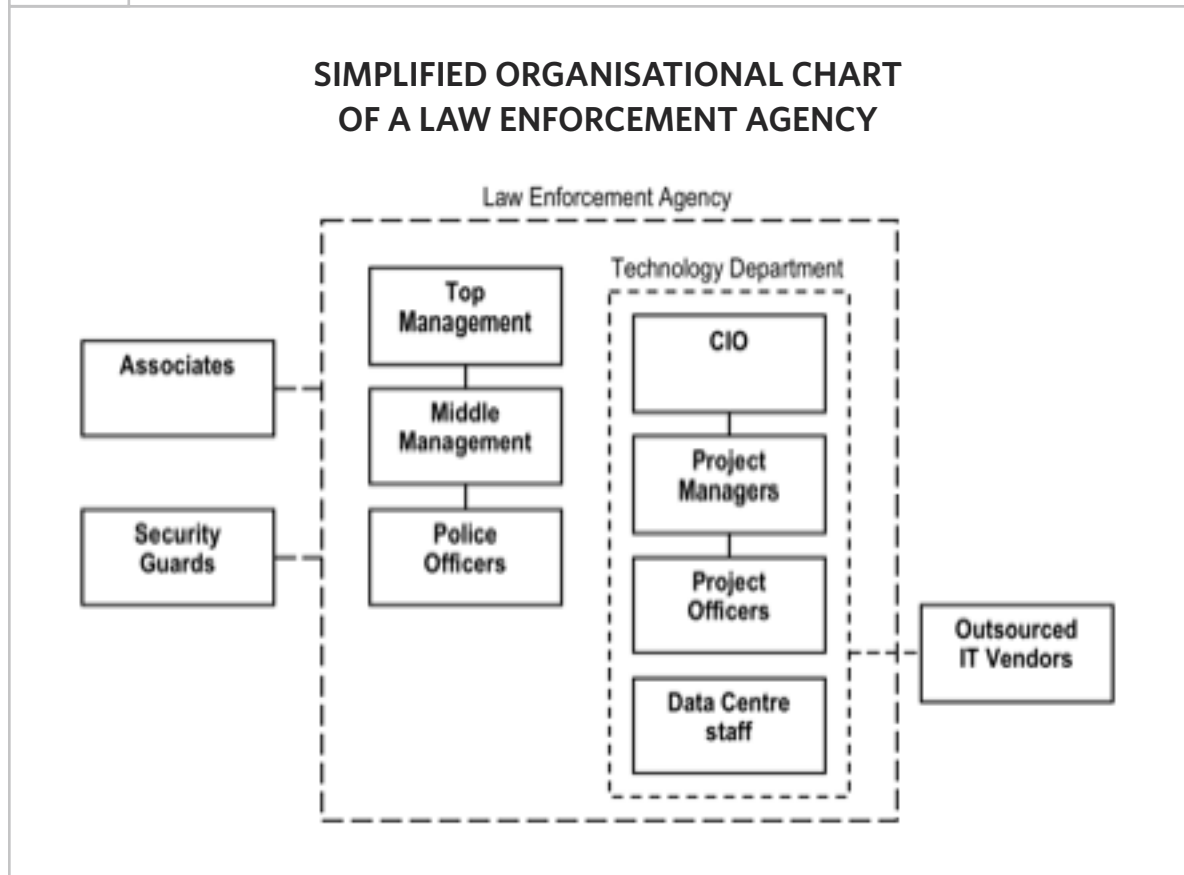 SIMPLIFIED ORGANISATIONAL CHART
OF A LAW ENFORCEMENT AGENCY
Law Enforcement Agency
Technology Department
Top
Management
CIO
Associates
Middle
Management
Project
Managers
Security
Guards
Police
Officers
Project
Officers
Outsourced
IT Vendors
Data Centre
staff